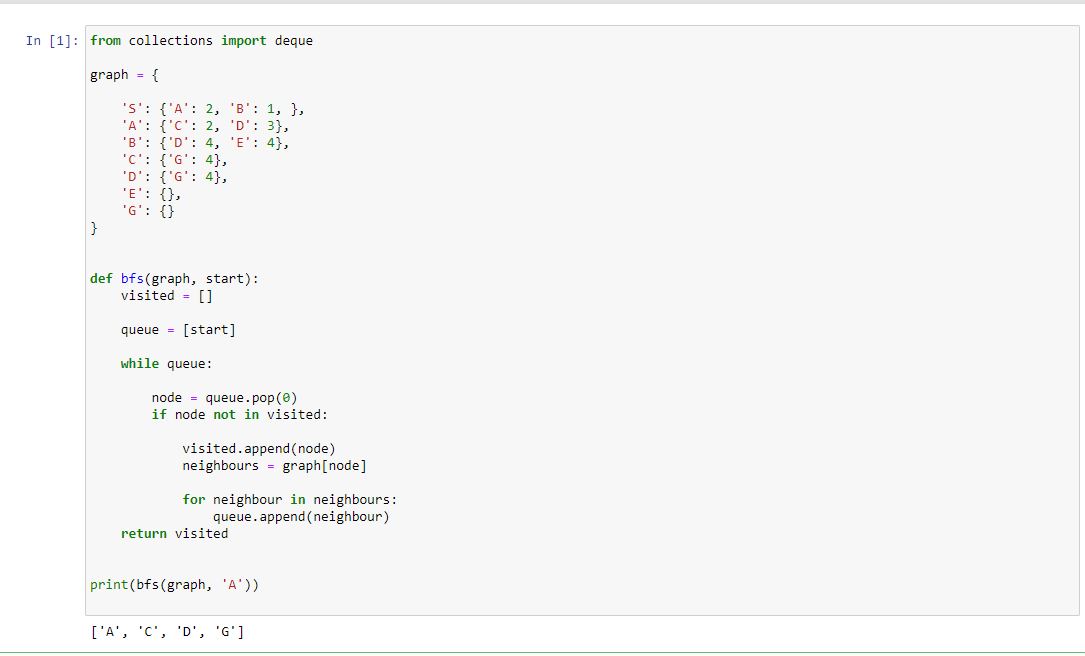 In [1]: from collections import deque
graph = {
'S': {'A': 2, 'B': 1, },
'A': {'C': 2, 'D': 3},
'B': {'D': 4, 'E': 4},
'C': {'G': 4},
'D': {'G': 4},
'E': {},
'G': {}
}
def bfs(graph, start):
visited = []
queue = [start]
while queue:
node = queue.pop(0)
if node not in visited:
visited.append(node)
neighbours = graph[node]
for neighbour in neighbours:
queue.append(neighbour)
return visited
print(bfs(graph, 'A'))
['A', 'C', 'D', 'G']